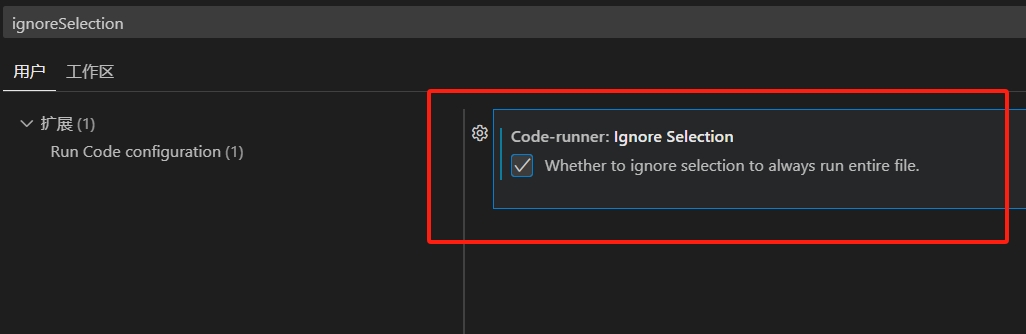 ignoreSelection
用户 工作区
扩展 (1)
Run Code configuration (1)
Code-runner: Ignore Selection
Whether to ignore selection to always run entire file.